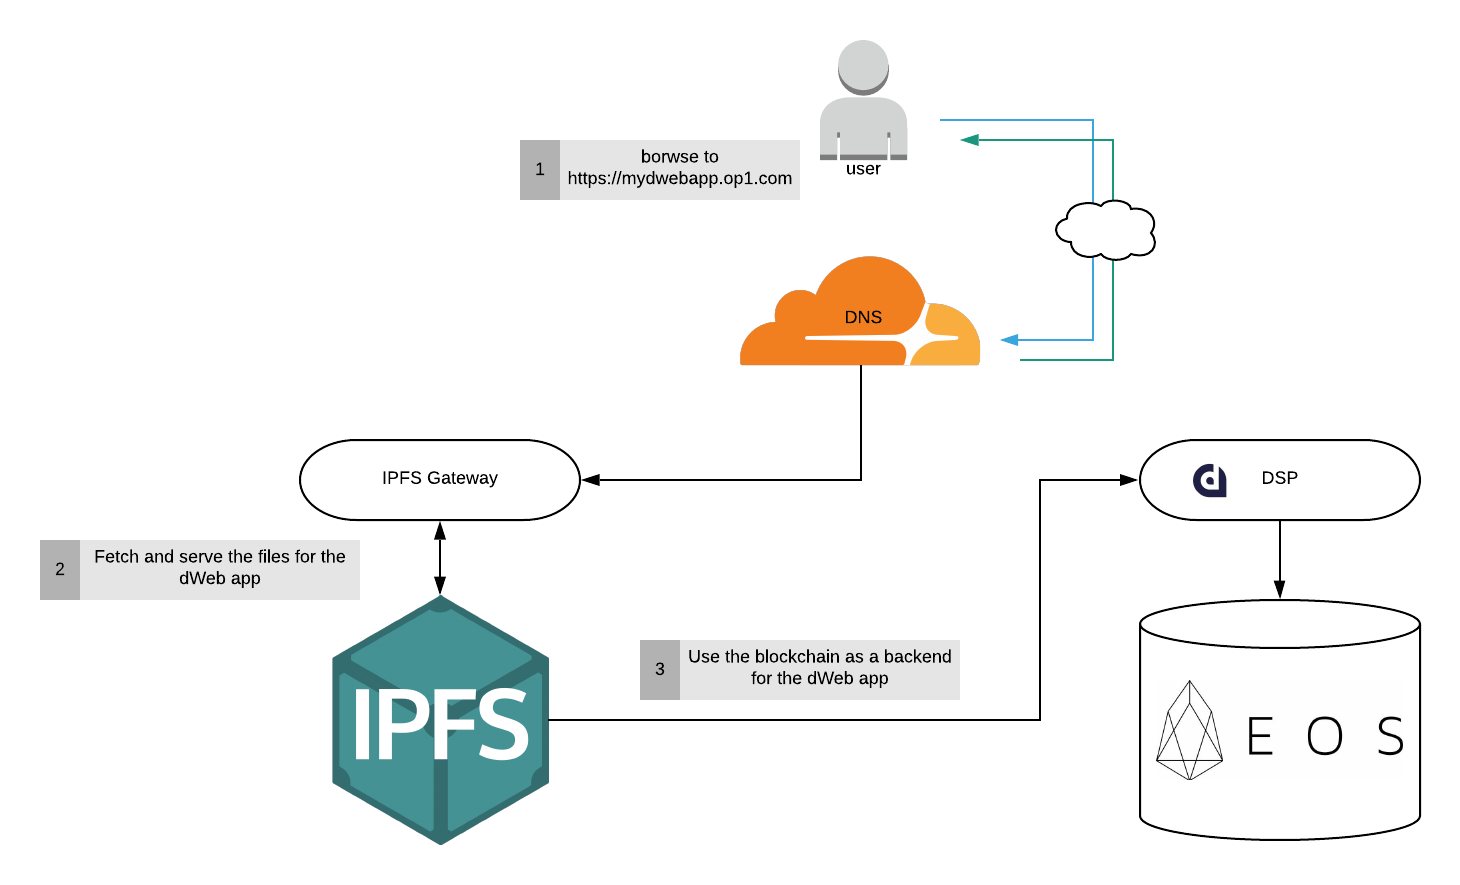 user
1
borwse to
https://mydwebapp.op1.com
DNS
IPFS Gateway
DSP
2
Fetch and serve the files for the
dWeb app
IPFS
3
Use the blockchain as a backend
for the dWeb app
EOS